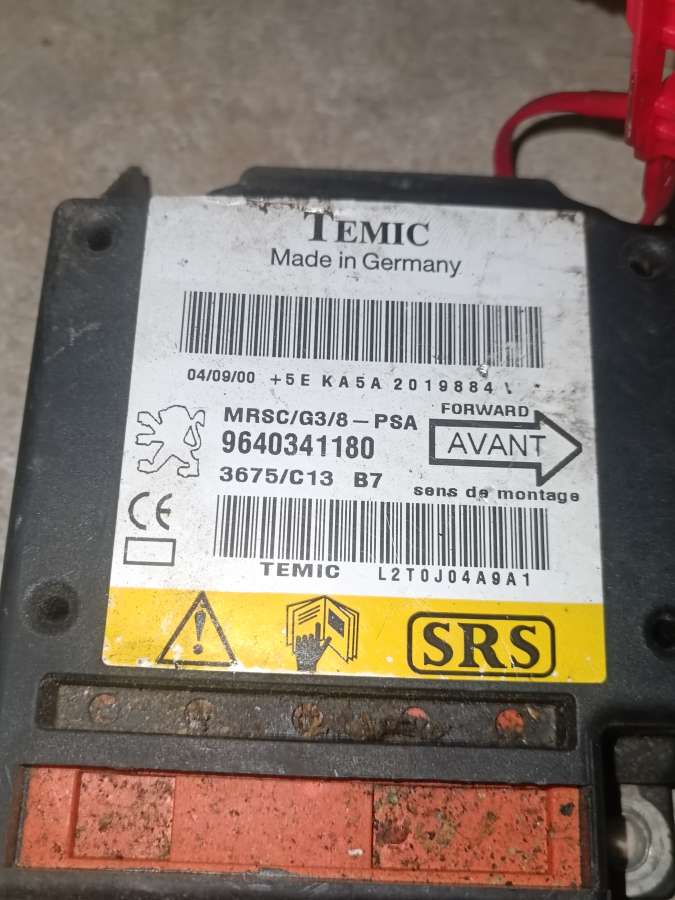 TEMIC
Made in Germany
04/09/00 +5E KA5A 2019884
MRSC/G3/8-PSA
9640341180
3675/C13 B7
FORWARD
AVANT
sens de montage
CE
TEMIC L2T0J04A9A1
SRS